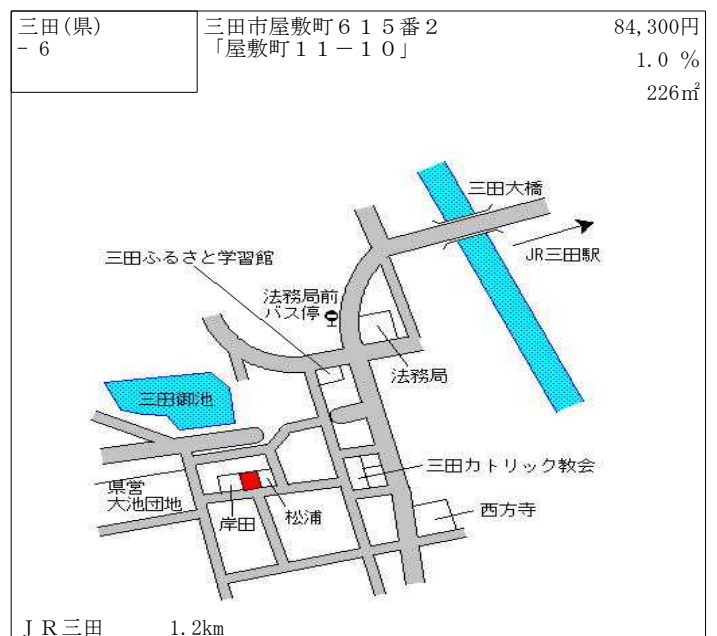 三田(県)
－６
三田市屋敷町６１５番２
「屋敷町１１－１０」
84,300円
1.0 %
226㎡
三田大橋
JR三田駅
三田ふるさと学習館
法務局前
バス停
法務局
三田御池
三田カトリック教会
県営
大池団地
岸田
松浦
西方寺
ＪＲ三田　　1.2km